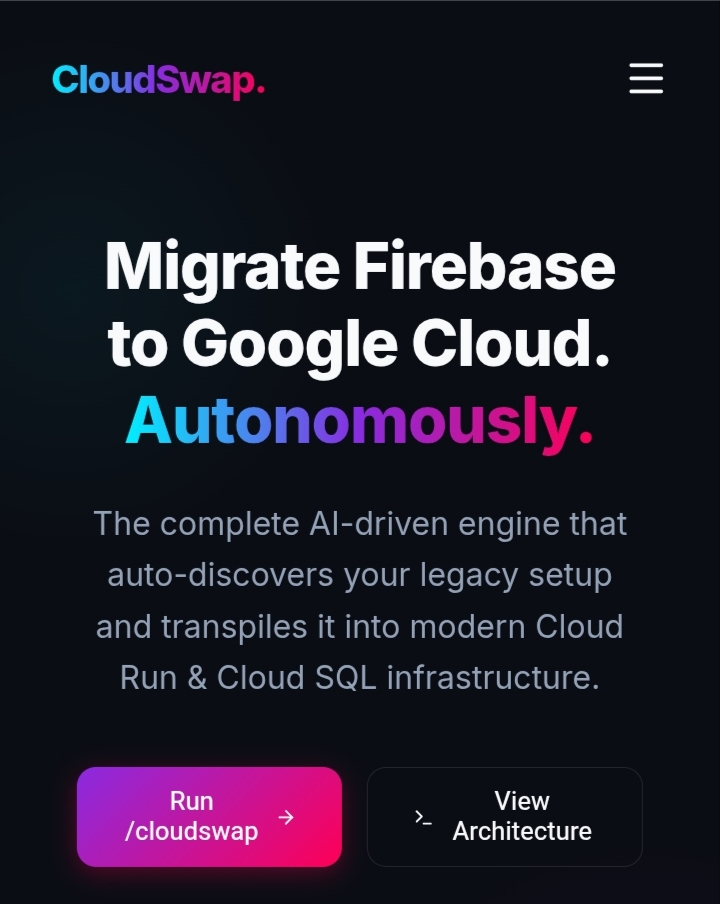 CloudSwap.
Migrate Firebase
to Google Cloud.
Autonomously.
The complete AI-driven engine that
auto-discovers your legacy setup
and transpiles it into modern Cloud
Run & Cloud SQL infrastructure.
Run
/cloudswap
View
Architecture